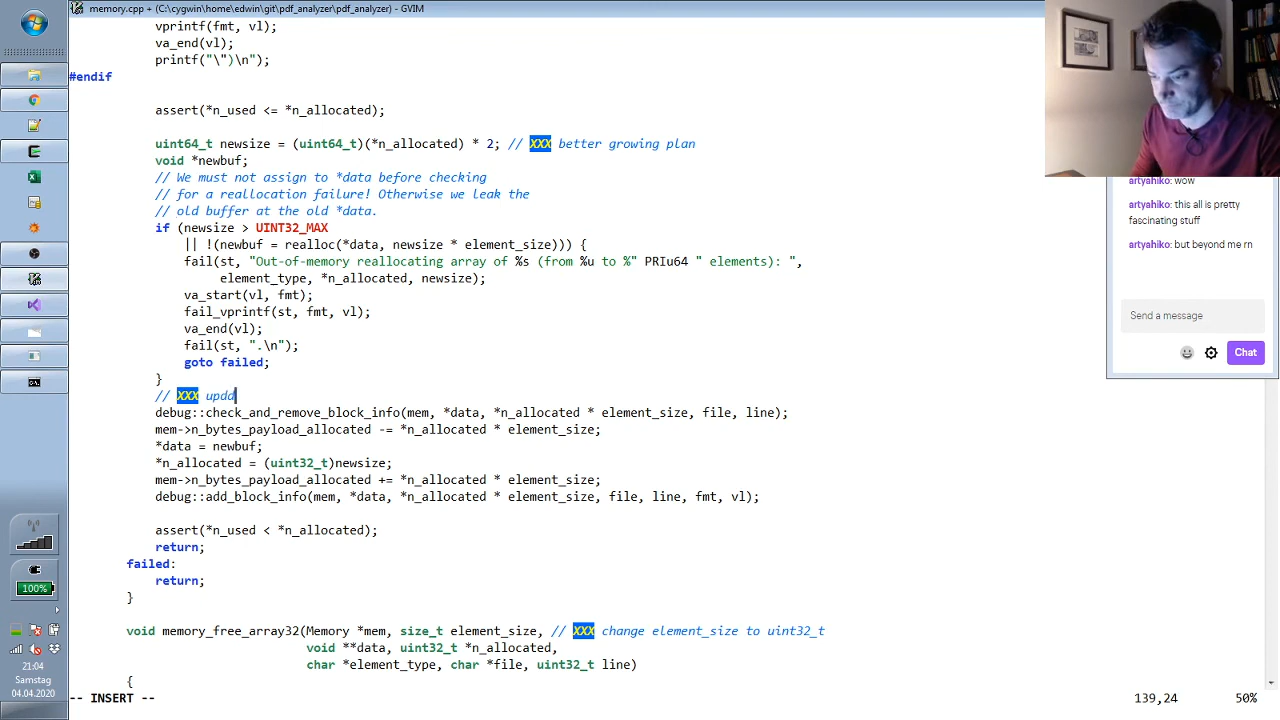 memory.cpp + (C:\cygwin\home\edwin\git\pdf_analyzer\pdf_analyzer) - GVIM
vprintf(fmt, vl);
va_end(vl);
printf("\")\n");
#endif
assert(*n_used <= *n_allocated);
uint64_t newsize = (uint64_t)(*n_allocated) * 2; // XXX better growing plan
void *newbuf;
// We must not assign to *data before checking
// for a reallocation failure! Otherwise we leak the
// old buffer at the old *data.
if (newsize > UINT32_MAX
|| !(newbuf = realloc(*data, newsize * element_size))) {
fail(st, "Out-of-memory reallocating array of %s (from %u to %" PRIu64 " elements): ",
element_type, *n_allocated, newsize);
va_start(vl, fmt);
fail_vprintf(st, fmt, vl);
va_end(vl);
fail(st, ".\n");
goto failed;
}
// XXX updd
debug::check_and_remove_block_info(mem, *data, *n_allocated * element_size, file, line);
mem->n_bytes_payload_allocated -= *n_allocated * element_size;
*data = newbuf;
*n_allocated = (uint32_t)newsize;
mem->n_bytes_payload_allocated += *n_allocated * element_size;
debug::add_block_info(mem, *data, *n_allocated * element_size, file, line, fmt, vl);
assert(*n_used < *n_allocated);
return;
failed:
return;
}
void memory_free_array32(Memory *mem, size_t element_size, // XXX change element_size to uint32_t
void **data, uint32_t *n_allocated,
char *element_type, char *file, uint32_t line)
{
-- INSERT --
139,24
50%
artyahiko: wow
artyahiko: this all is pretty
fascinating stuff
artyahiko: but beyond me rn
Send a message
Chat
100%
21:04
Samstag
04.04.2020